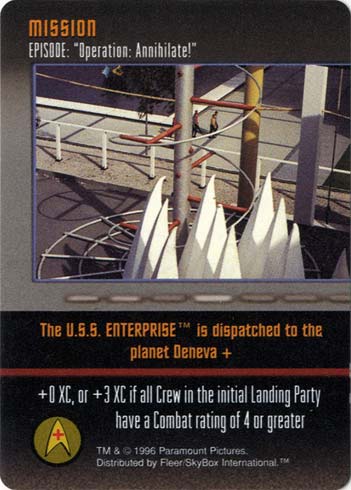 MISSION
EPISODE: "Operation: Annihilate!"
The U.S.S. ENTERPRISE™ is dispatched to the
planet Deneva +
+0 XC, or +3 XC if all Crew in the initial Landing Party
have a Combat rating of 4 or greater
TM & © 1996 Paramount Pictures.
Distributed by Fleer/SkyBox International.™